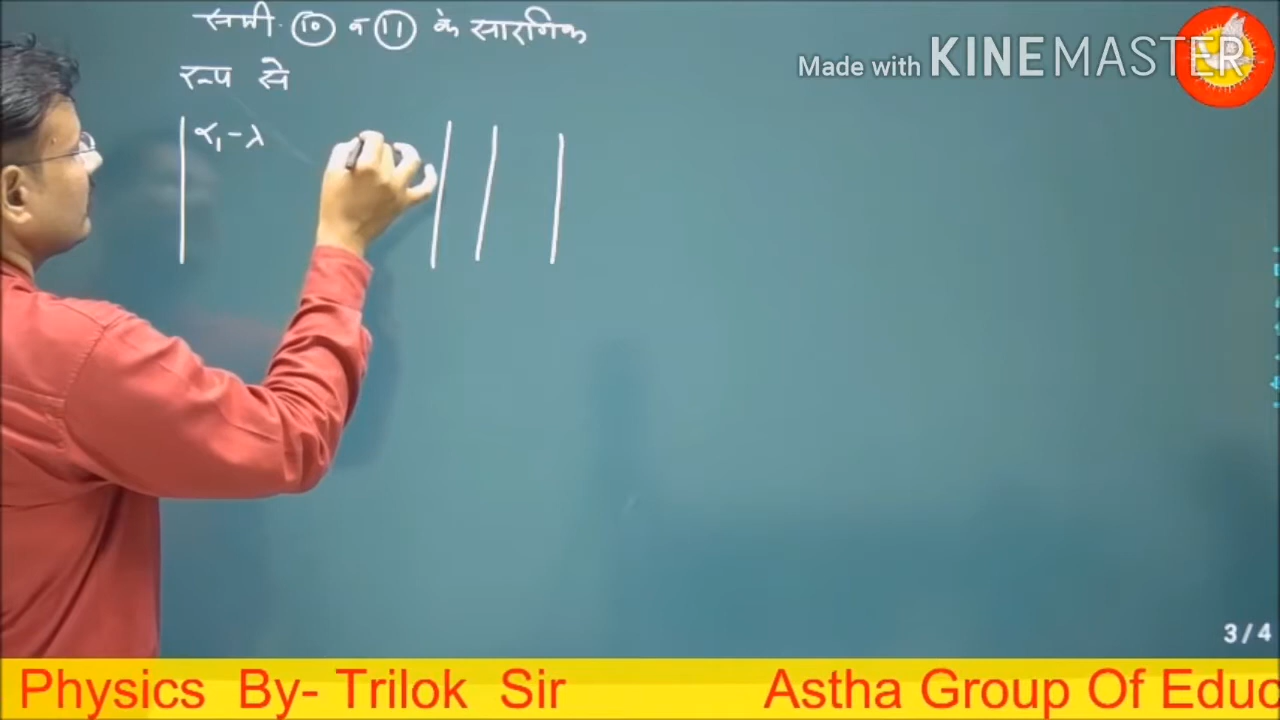 समी. ⑩ व ⑪ के सारणिक
Made with KINEMASTER
रूप से
α₁ - λ
3 / 4
Physics By- Trilok Sir Astha Group Of Educ